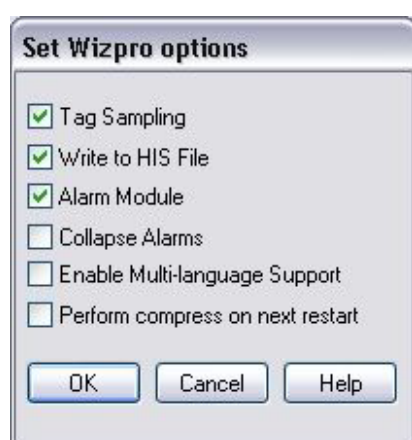 Set Wizpro options
Tag Sampling
Write to HIS File
Alarm Module
Collapse Alarms
Enable Multi-language Support
Perform compress on next restart
OK Cancel Help